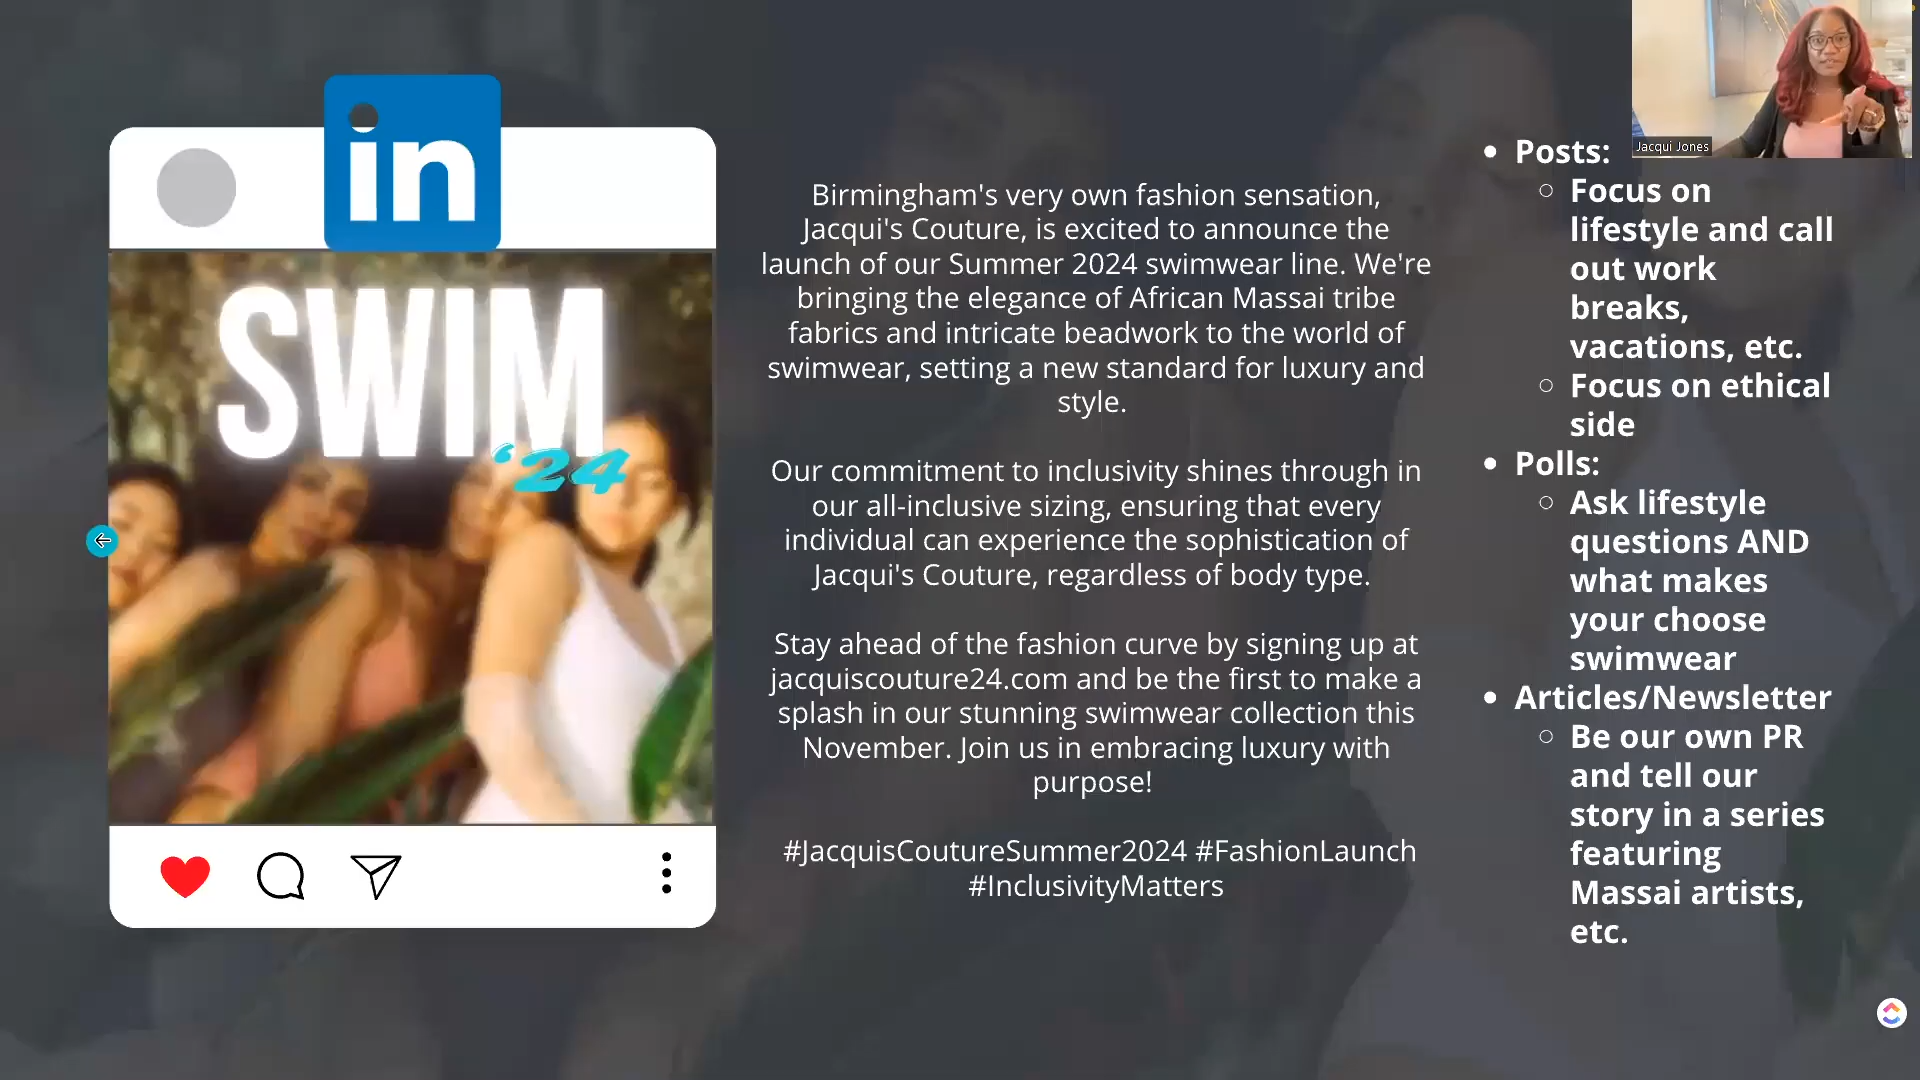 in
SWIM
‘24
Birmingham's very own fashion sensation,
Jacqui's Couture, is excited to announce the
launch of our Summer 2024 swimwear line. We're
bringing the elegance of African Massai tribe
fabrics and intricate beadwork to the world of
swimwear, setting a new standard for luxury and
style.
Our commitment to inclusivity shines through in
our all-inclusive sizing, ensuring that every
individual can experience the sophistication of
Jacqui's Couture, regardless of body type.
Stay ahead of the fashion curve by signing up at
jacquiscouture24.com and be the first to make a
splash in our stunning swimwear collection this
November. Join us in embracing luxury with
purpose!
#JacquisCoutureSummer2024 #FashionLaunch
#InclusivityMatters
Jacqui Jones
• Posts:
○ Focus on
lifestyle and call
out work
breaks,
vacations, etc.
○ Focus on ethical
side
• Polls:
○ Ask lifestyle
questions AND
what makes
your choose
swimwear
• Articles/Newsletter
○ Be our own PR
and tell our
story in a series
featuring
Massai artists,
etc.